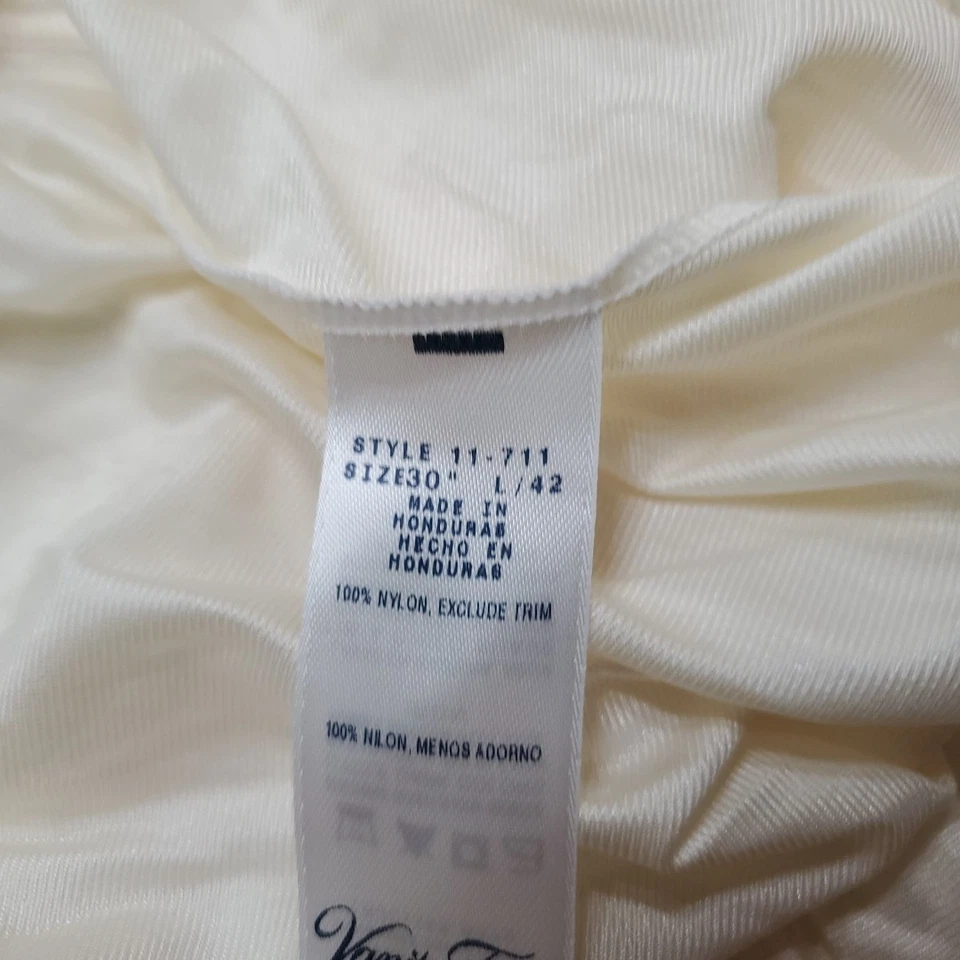 STYLE 11-711
SIZE30" L/42
MADE IN
HONDURAS
HECHO EN
HONDURAS
100% NYLON, EXCLUDE TRIM
100% NILON, MENOS ADORNO